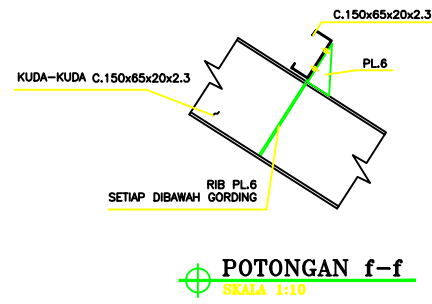 C.150x65x20x2.3
PL.6
KUDA-KUDA C.150x65x20x2.3
RIB PL.6
SETIAP DIBAWAH GORDING
POTONGAN f-f
SKALA 1:10